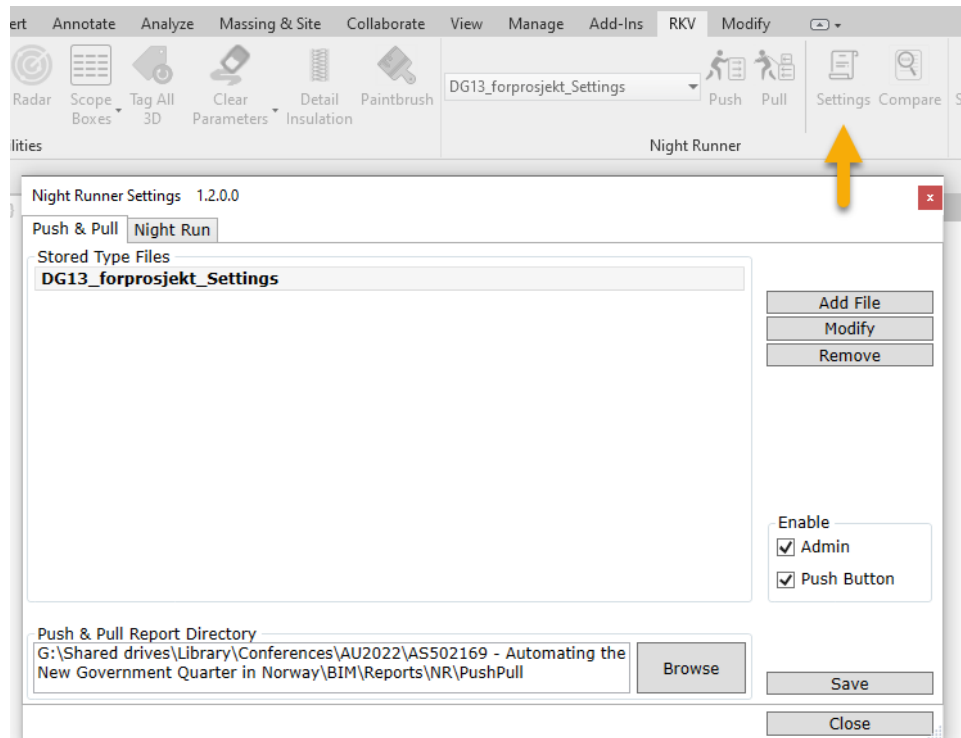 ert Annotate Analyze Massing & Site Collaborate View Manage Add-Ins RKV Modify
Radar Scope Boxes Tag All 3D Clear Parameters Detail Insulation Paintbrush DG13_forprosjekt_Settings Push Pull Settings Compare S
lities Night Runner
Night Runner Settings 1.2.0.0 x
Push & Pull Night Run
Stored Type Files
DG13_forprosjekt_Settings
Add File
Modify
Remove
Enable
Admin
Push Button
Push & Pull Report Directory
G:\Shared drives\Library\Conferences\AU2022\AS502169 - Automating the
New Government Quarter in Norway\BIM\Reports\NR\PushPull
Browse
Save
Close